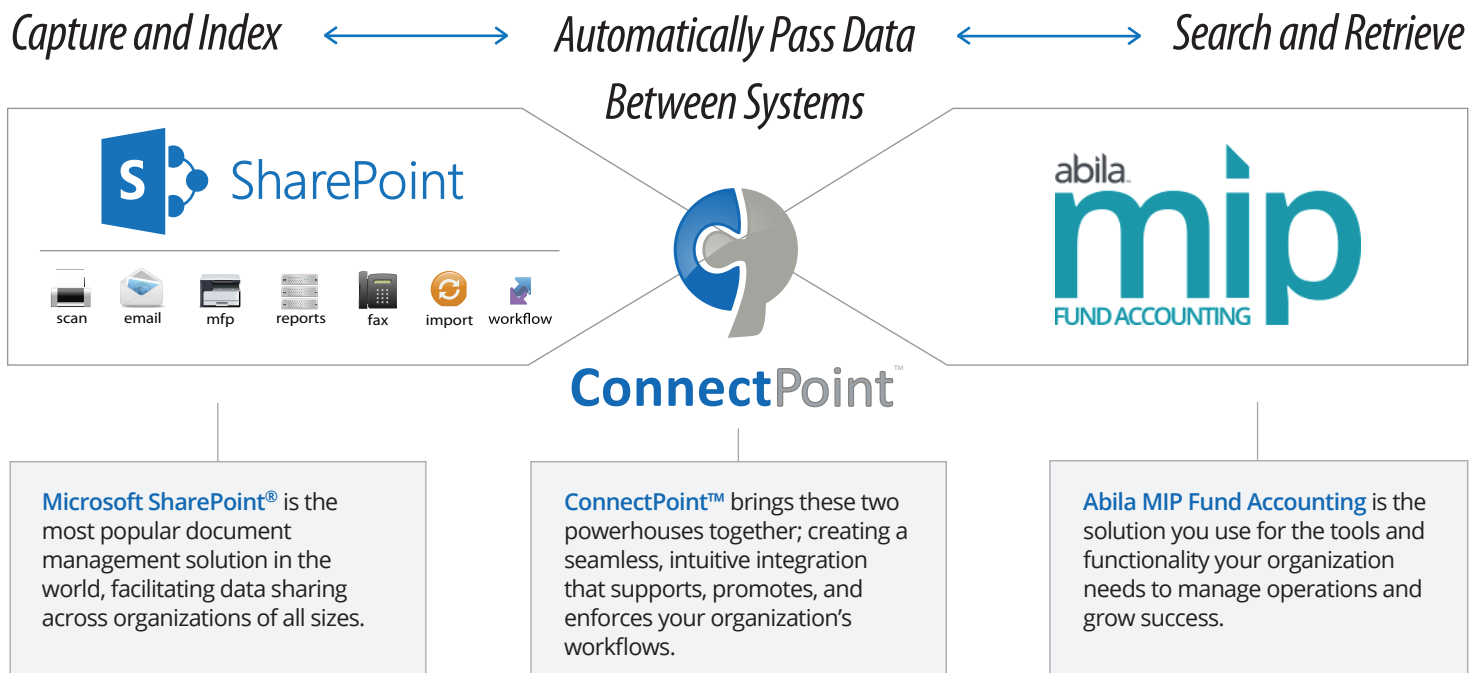 Capture and Index
Automatically Pass Data
Between Systems
Search and Retrieve
S
SharePoint
scan
email
mfp
reports
fax
import
workflow
ConnectPoint™
abila™
mip
FUND ACCOUNTING
Microsoft SharePoint® is the
most popular document
management solution in the
world, facilitating data sharing
across organizations of all sizes.
ConnectPoint™ brings these two
powerhouses together; creating a
seamless, intuitive integration
that supports, promotes, and
enforces your organization’s
workflows.
Abila MIP Fund Accounting is the
solution you use for the tools and
functionality your organization
needs to manage operations and
grow success.